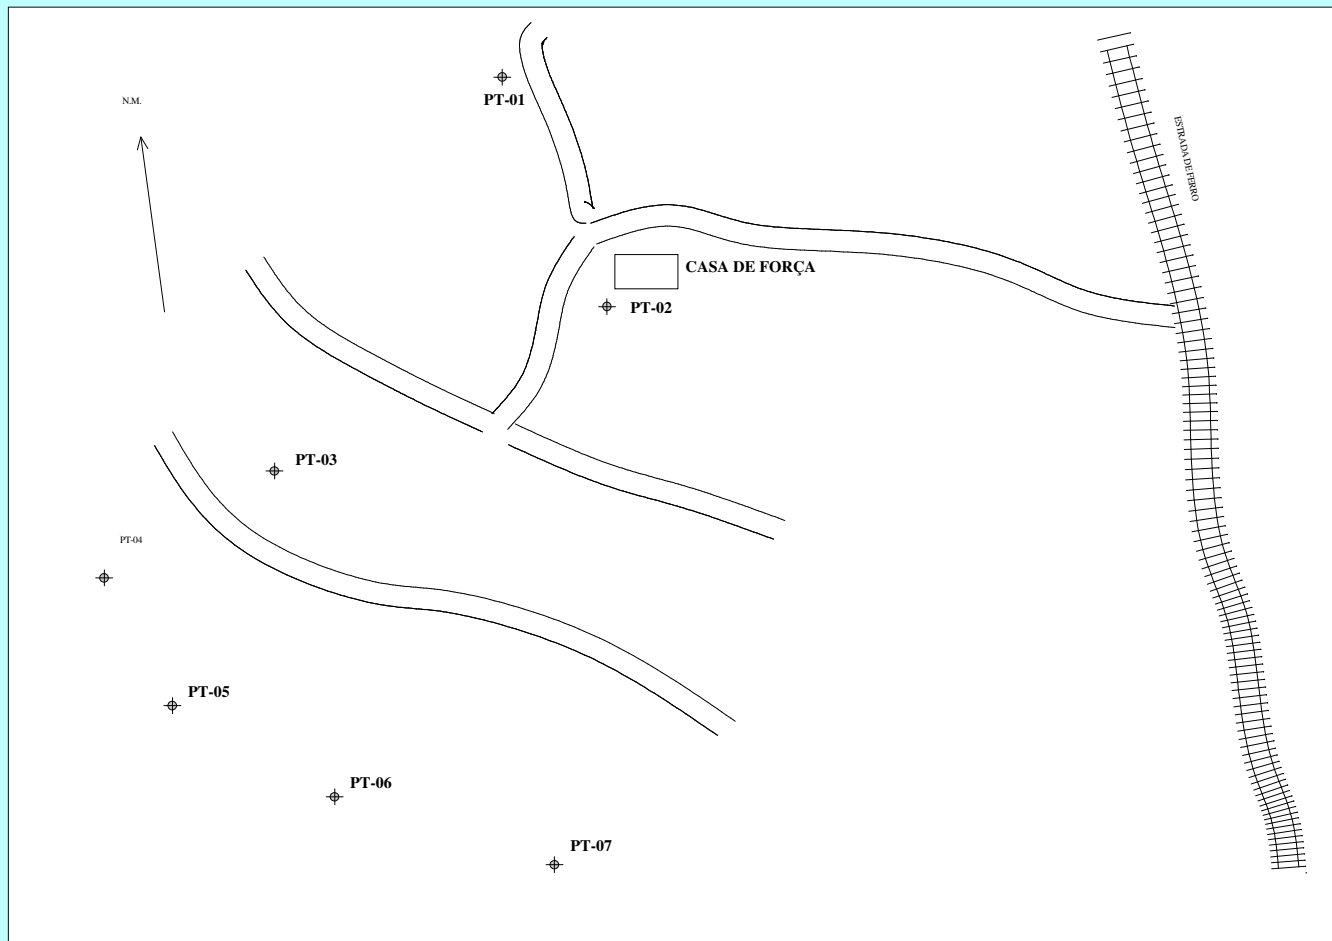 N.M.
PT-01
ESTRADA DE FERRO
CASA DE FORÇA
PT-02
PT-03
PT-04
PT-05
PT-06
PT-07